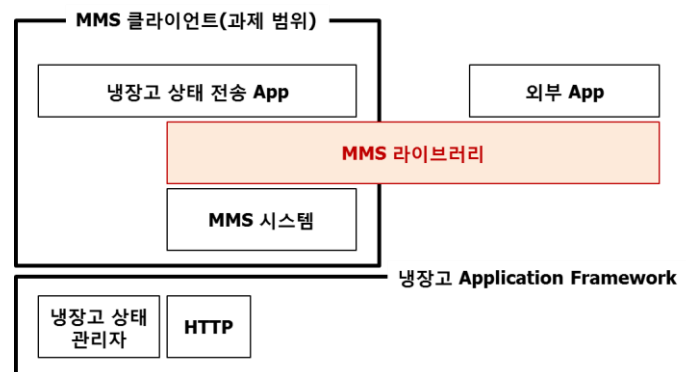 MMS 클라이언트(과제 범위)
냉장고 상태 전송 App
외부 App
MMS 라이브러리
MMS 시스템
냉장고 Application Framework
냉장고 상태
관리자
HTTP